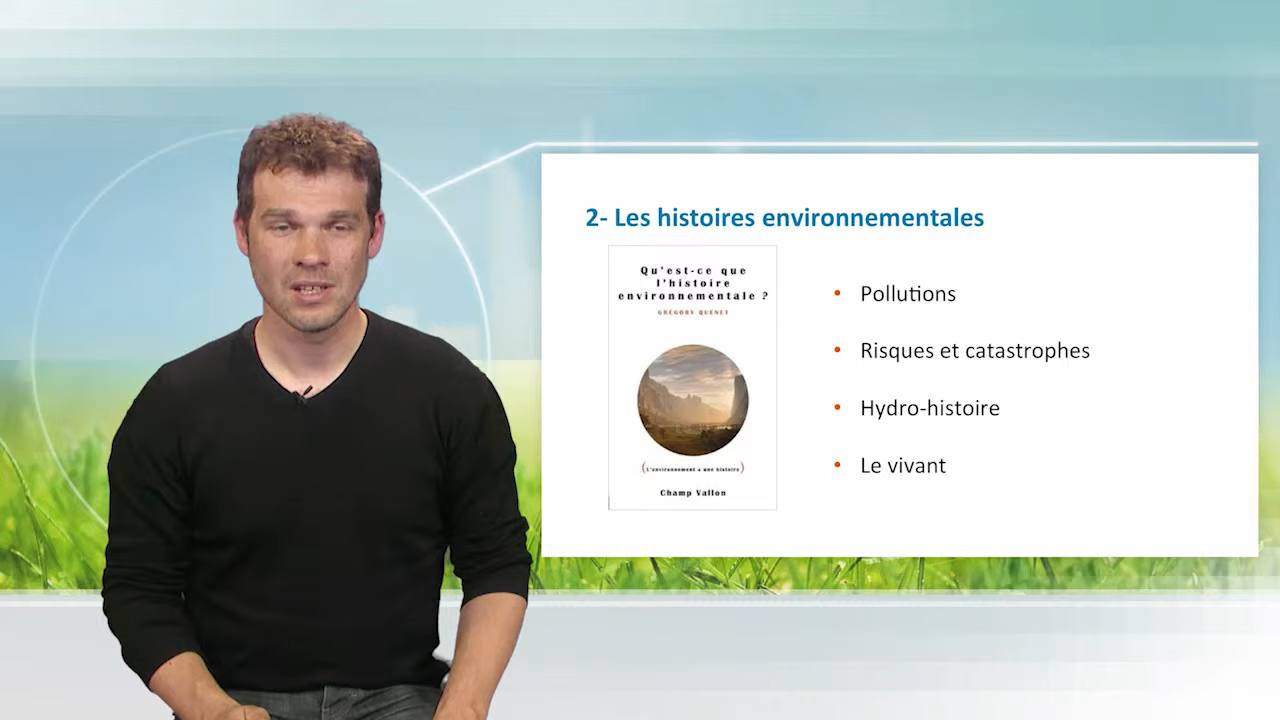 2- Les histoires environnementales
Qu'est-ce que
l'histoire
environnementale ?
GRÉGORY QUENET
(L'environnement a une histoire)
Champ Vallon
• Pollutions
• Risques et catastrophes
• Hydro-histoire
• Le vivant